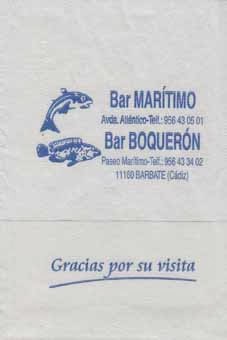 Bar MARÍTIMO
Avda. Atlántico-Telf.: 956 43 05 01
Bar BOQUERÓN
Paseo Marítimo-Telf.: 956 43 34 02
11160 BARBATE (Cádiz)
Gracias por su visita